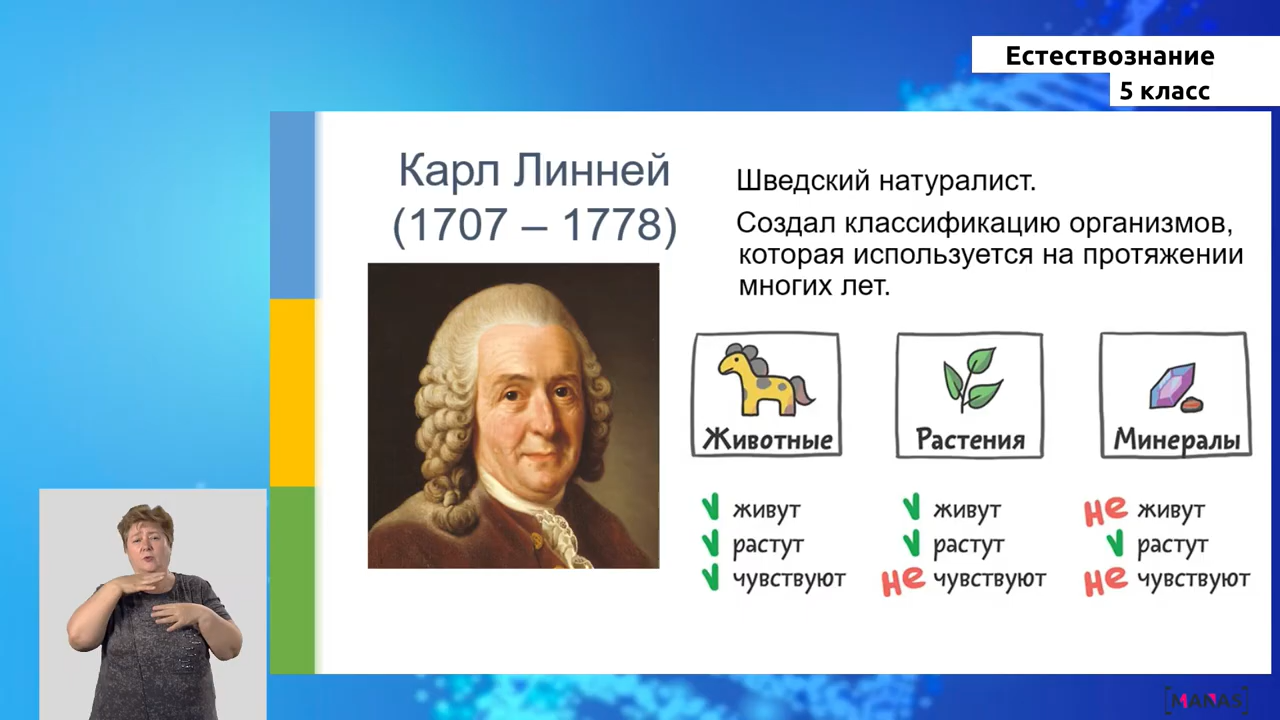 Естествознание
5 класс
Карл Линней
(1707 – 1778)
Шведский натуралист.
Создал классификацию организмов,
которая используется на протяжении
многих лет.
Животные
Растения
Минералы
живут
растут
чувствуют
живут
растут
не чувствуют
не живут
растут
не чувствуют
MANAS